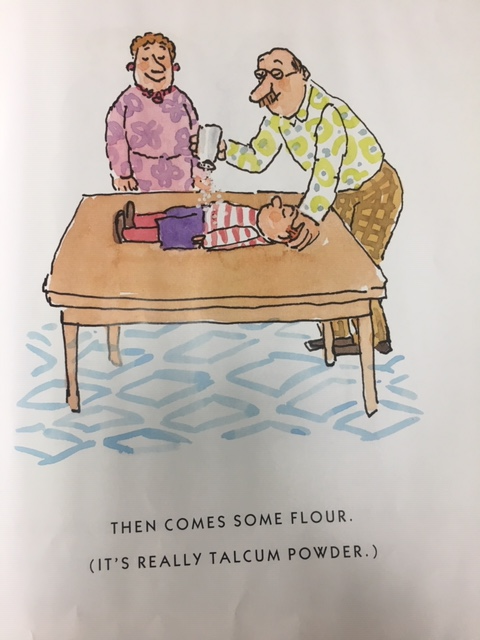 THEN COMES SOME FLOUR.
(IT'S REALLY TALCUM POWDER.)